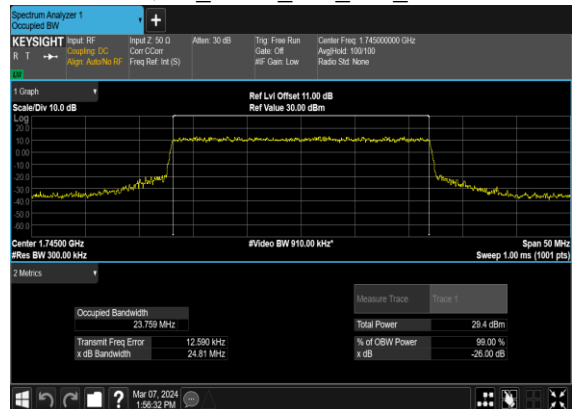 Spectrum Analyzer 1
Occupied BW
+
KEYSIGHT Input: RF Input Z: 50 Ω Atten: 30 dB Trig: Free Run Center Freq: 1.745000000 GHz
R T Coupling: DC Corr CCorr Gate: Off Avg|Hold: 100/100
Align: Auto/No RF Freq Ref: Int (S) #IF Gain: Low Radio Std: None
1 Graph
Ref Lvl Offset 11.00 dB
Scale/Div 10.0 dB Ref Value 30.00 dBm
Log
20.0
10.0
0.00
-10.0
-20.0
-30.0
-40.0
-50.0
-60.0
Center 1.74500 GHz #Video BW 910.00 kHz* Span 50 MHz
#Res BW 300.00 kHz Sweep 1.00 ms (1001 pts)
2 Metrics
Measure Trace Trace 1
Occupied Bandwidth
23.759 MHz Total Power 29.4 dBm
Transmit Freq Error 12.590 kHz % of OBW Power 99.00 %
x dB Bandwidth 24.81 MHz x dB -26.00 dB
? Mar 07, 2024
1:56:32 PM